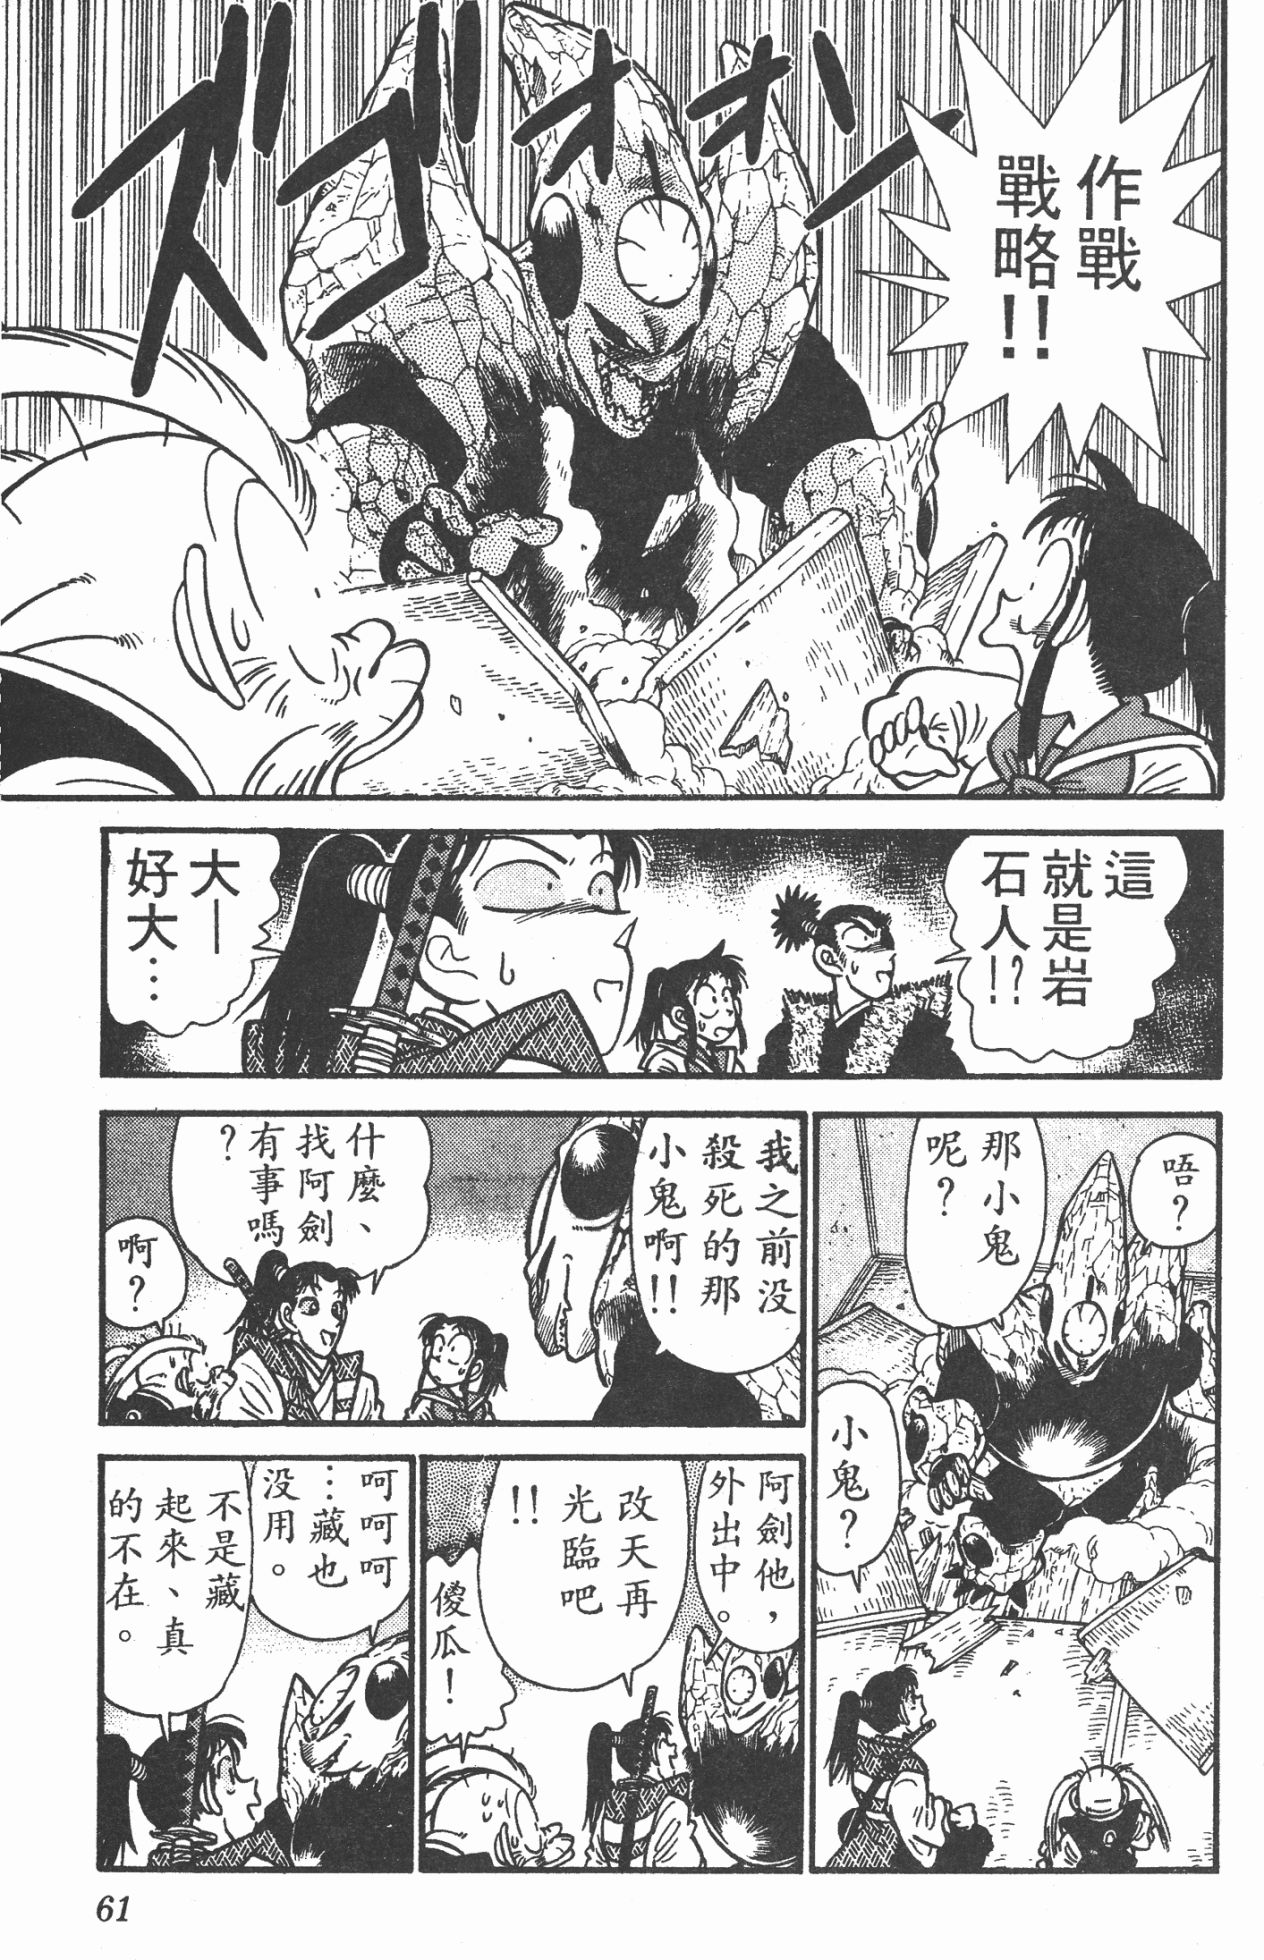 作戰
戰略!!
ズズオオン
這
就是岩
石人!?
大—
好大…
唔?
那小鬼
呢?
小鬼?
我之前没
殺死的那
小鬼啊!!
什麼、
找阿劍
有事嗎
?
啊?
阿劍他,
外出中。
改天再
光臨吧
!!
傻瓜!
呵呵呵
…藏也
没用。
不是藏
起來、真
的不在。
61